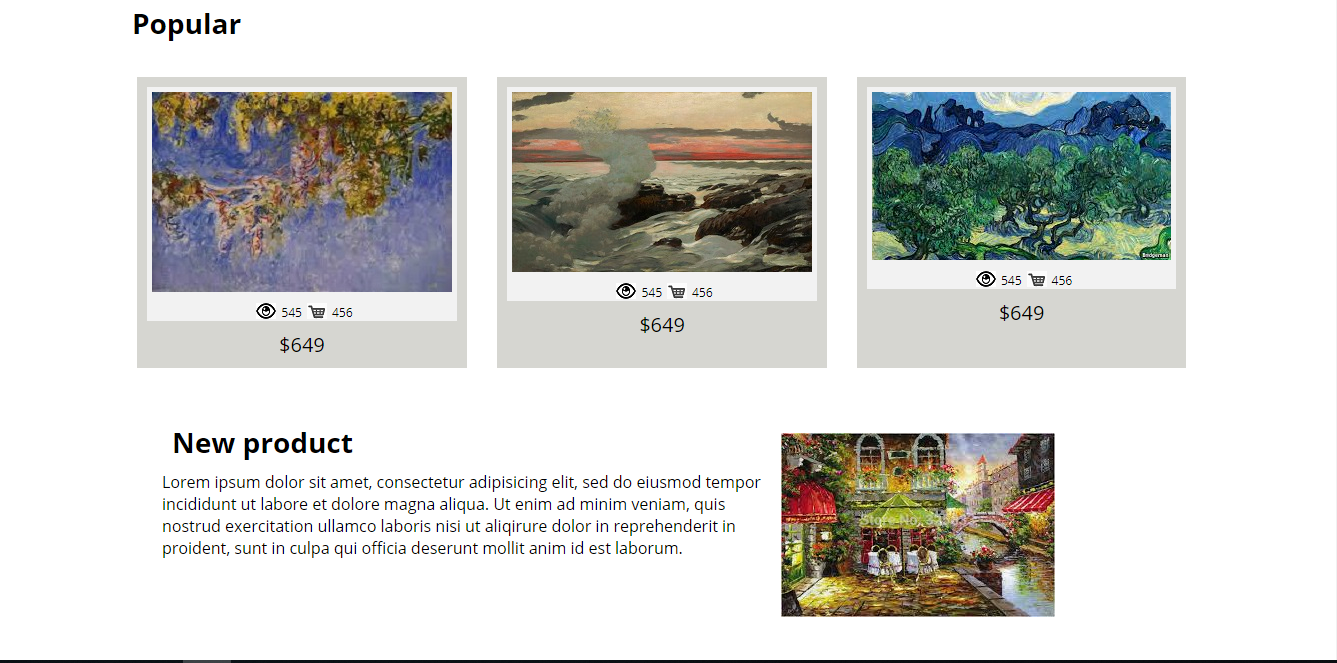 Popular
545 456
$649
545 456
$649
Bridgeman
545 456
$649
New product
Lorem ipsum dolor sit amet, consectetur adipisicing elit, sed do eiusmod tempor
incididunt ut labore et dolore magna aliqua. Ut enim ad minim veniam, quis
nostrud exercitation ullamco laboris nisi ut aliqirure dolor in reprehenderit in
proident, sunt in culpa qui officia deserunt mollit anim id est laborum.
Store No.